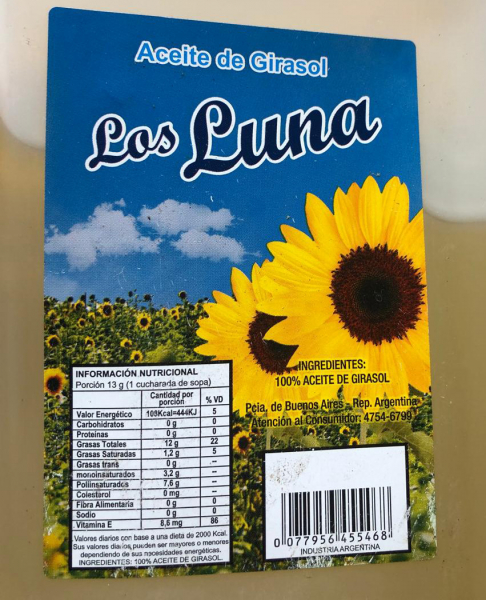 Aceite de Girasol
Los Luna
INGREDIENTES:
100% ACEITE DE GIRASOL
Pcia. de Buenos Aires - Rep. Argentina
Atención al Consumidor: 4754-6799
INFORMACIÓN NUTRICIONAL
Porción 13 g (1 cucharada de sopa)
Cantidad por porción % VD
Valor Energético 105Kcal=444KJ 5
Carbohidratos 0 g 0
Proteinas 0 g 0
Grasas Totales 12 g 22
Grasas Saturadas 1,2 g 5
Grasas trans 0 g --
monoinsaturados 3,2 g --
Poliinsaturados 7,6 g --
Colesterol 0 mg --
Fibra Alimentaria 0 g 0
Sodio 0 g 0
Vitamina E 8,6 mg 86
Valores diarios con base a una dieta de 2000 Kcal.
Sus valores diarios pueden ser mayores o menores
dependiendo de sus necesidades energéticas.
INGREDIENTES: 100% ACEITE DE GIRASOL.
0 077956 455468
INDUSTRIA ARGENTINA